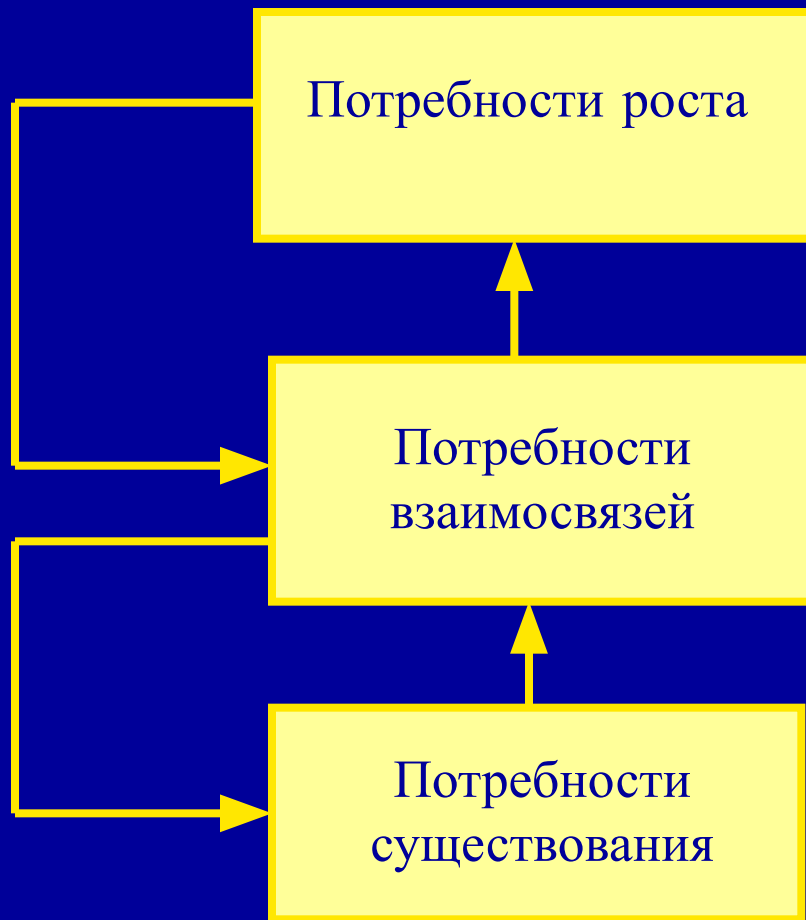 Потребности роста
Потребности
взаимосвязей
Потребности
существования